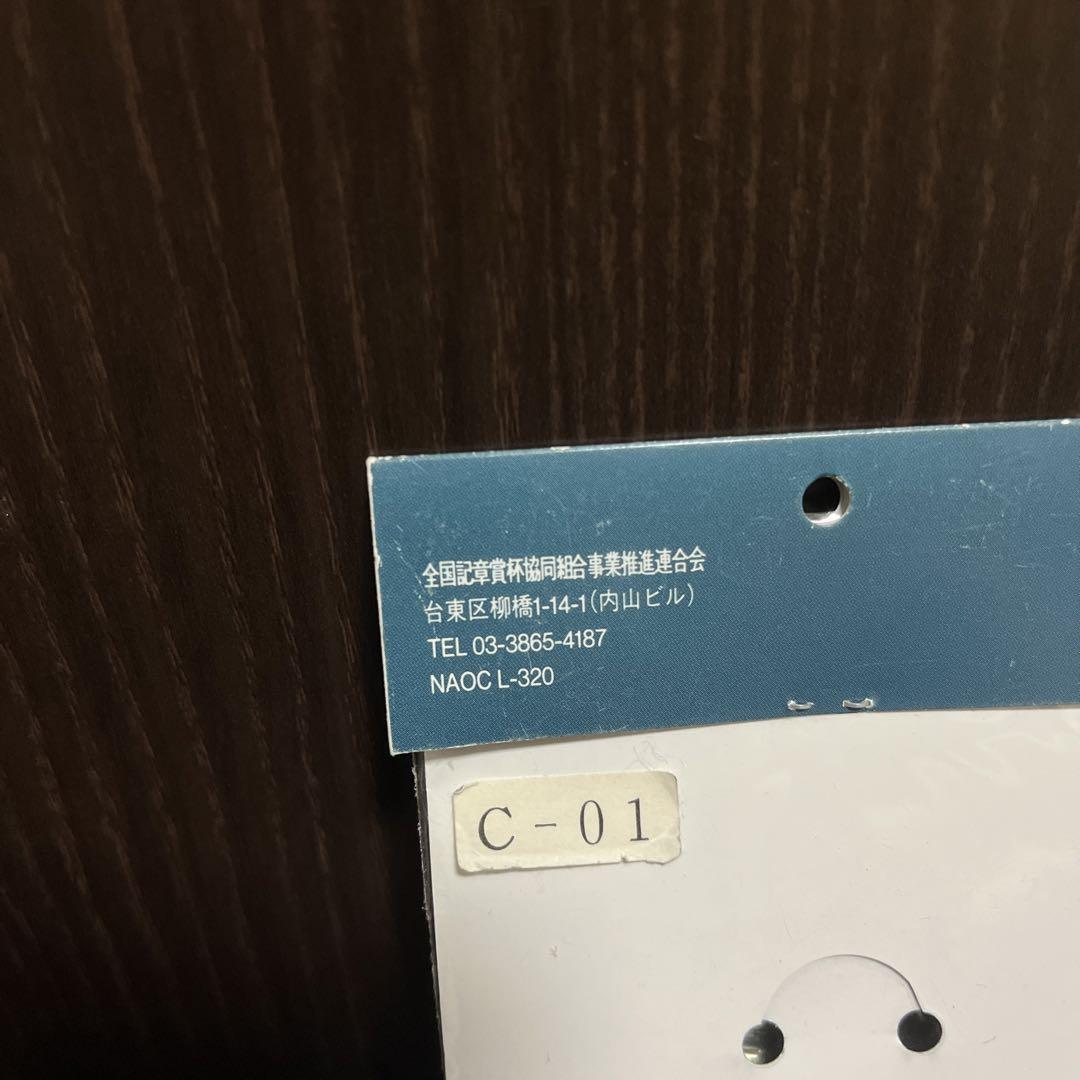 全国記章賞杯協同組合事業推進連合会
台東区柳橋1-14-1(内山ビル)
TEL 03-3865-4187
NAOC L-320
C-01